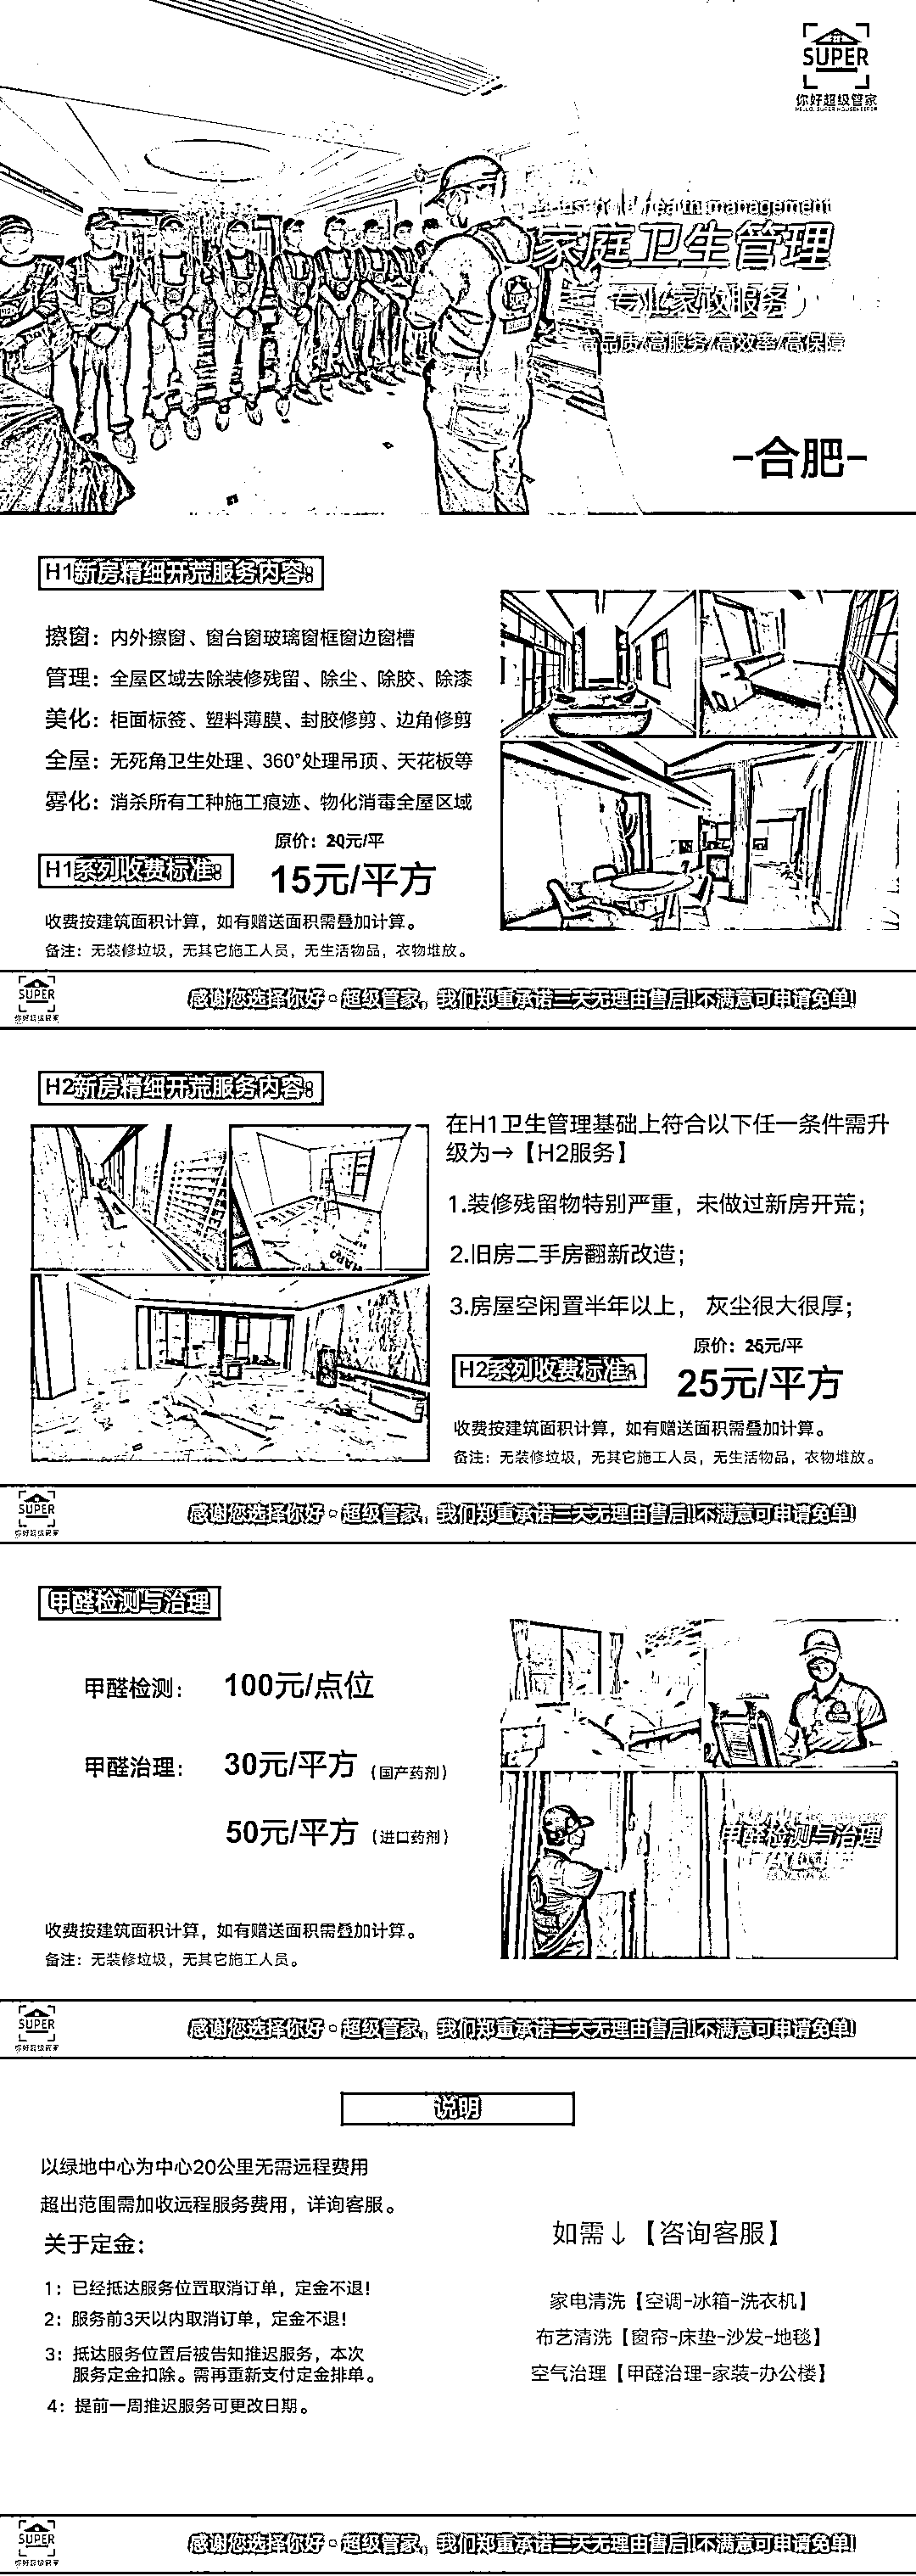 SUPER
你好超级管家
HELLO, SUPER HOUSEKEEPER
Household health management
家庭卫生管理
专业家政服务
高品质/高服务/高效率/高保障
-合肥-
H1新房精细开荒服务内容:
擦窗：内外擦窗、窗台窗玻璃窗框窗边窗槽
管理：全屋区域去除装修残留、除尘、除胶、除漆
美化：柜面标签、塑料薄膜、封胶修剪、边角修剪
全屋：无死角卫生处理、360°处理吊顶、天花板等
雾化：消杀所有工种施工痕迹、物化消毒全屋区域
原价：20元/平
H1系列收费标准:
15元/平方
收费按建筑面积计算，如有赠送面积需叠加计算。
备注：无装修垃圾，无其它施工人员，无生活物品，衣物堆放。
SUPER
你好超级管家
感谢您选择你好。超级管家，我们郑重承诺三天无理由售后!!不满意可申请免单!
H2新房精细开荒服务内容:
在H1卫生管理基础上符合以下任一条件需升
级为→【H2服务】
1.装修残留物特别严重，未做过新房开荒；
2.旧房二手房翻新改造；
3.房屋空闲置半年以上， 灰尘很大很厚；
H2系列收费标准:
25元/平方
收费按建筑面积计算，如有赠送面积需叠加计算。
备注：无装修垃圾，无其它施工人员，无生活物品，衣物堆放。
SUPER
你好超级管家
感谢您选择你好。超级管家，我们郑重承诺三天无理由售后!!不满意可申请免单!
甲醛检测与治理
甲醛检测： 100元/点位
甲醛治理： 30元/平方（国产药剂）
50元/平方（进口药剂）
甲醛检测与治理
收费按建筑面积计算，如有赠送面积需叠加计算。
备注：无装修垃圾，无其它施工人员。
SUPER
你好超级管家
感谢您选择你好。超级管家，我们郑重承诺三天无理由售后!!不满意可申请免单!
说明
以绿地中心为中心20公里无需远程费用
超出范围需加收远程服务费用，详询客服。
关于定金：
1：已经抵达服务位置取消订单，定金不退！
2：服务前3天以内取消订单，定金不退！
3：抵达服务位置后被告知推迟服务，本次
服务定金扣除。需再重新支付定金排单。
4：提前一周推迟服务可更改日期。
如需↓【咨询客服】
家电清洗【空调-冰箱-洗衣机】
布艺清洗【窗帘-床垫-沙发-地毯】
空气治理【甲醛治理-家装-办公楼】
SUPER
你好超级管家
感谢您选择你好。超级管家，我们郑重承诺三天无理由售后!!不满意可申请免单!